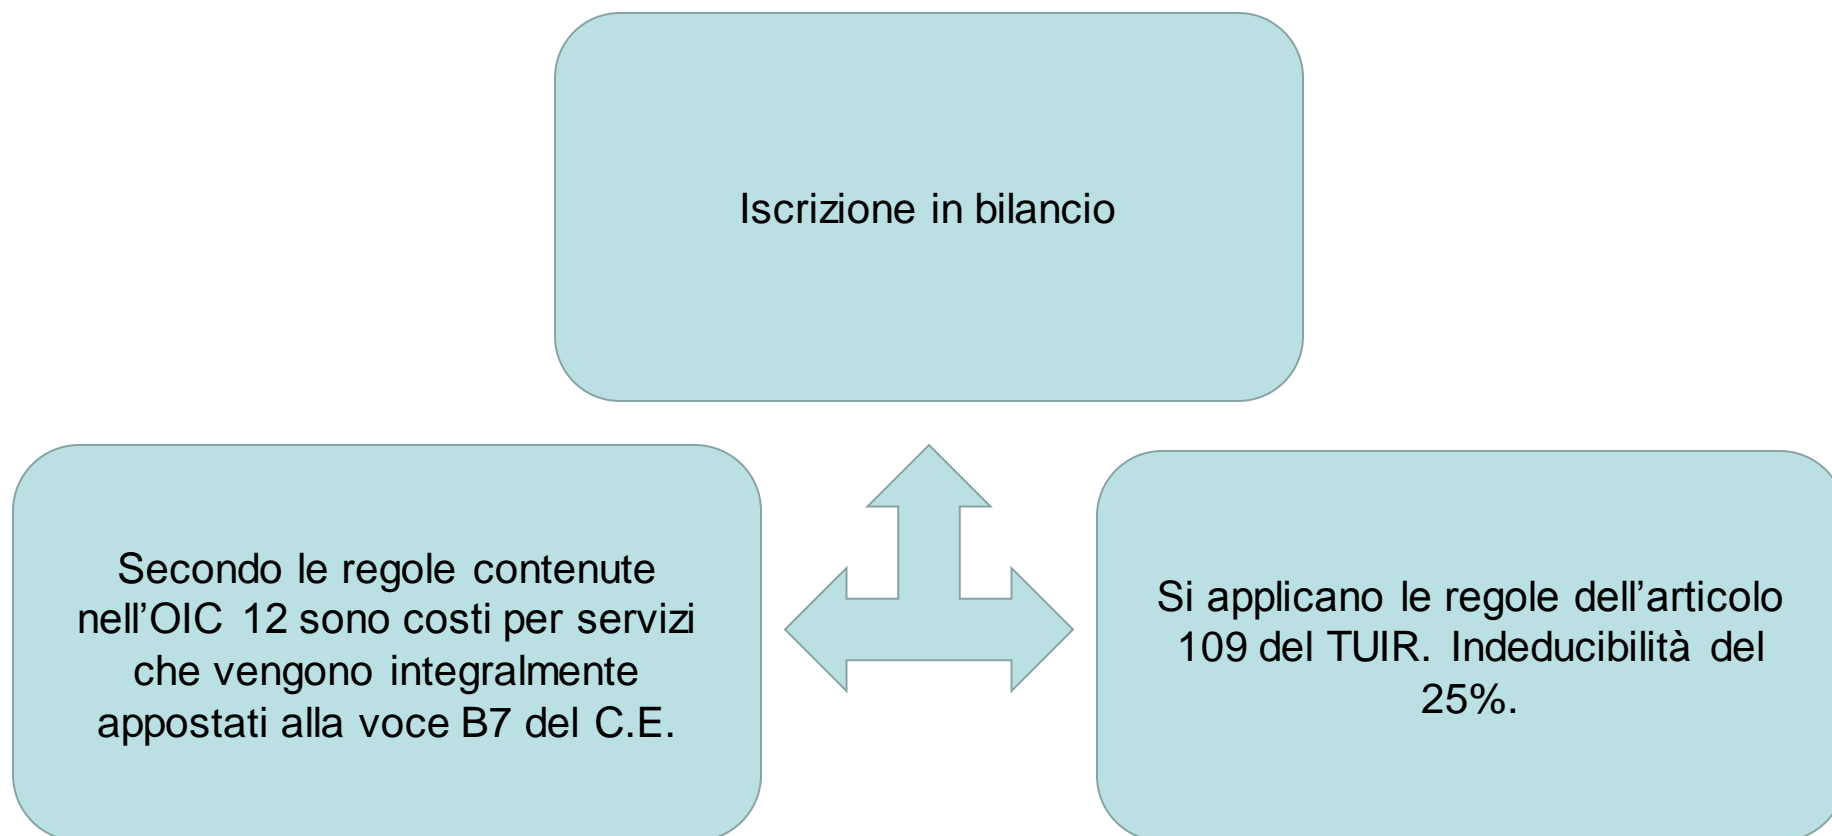 Iscrizione in bilancio
Secondo le regole contenute
nell’OIC 12 sono costi per servizi
che vengono integralmente
appostati alla voce B7 del C.E.
Si applicano le regole dell’articolo
109 del TUIR. Indeducibilità del
25%.